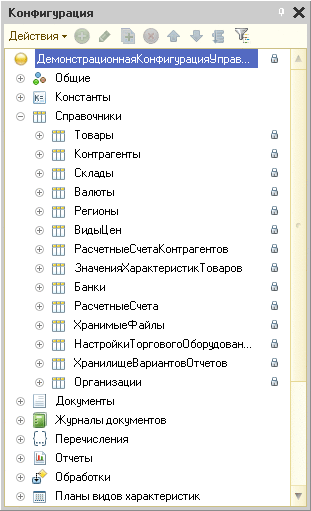 Конфигурация
Действия
ДемонстрационнаяКонфигурацияУправ...
Общие
Константы
Справочники
Товары
Контрагенты
Склады
Валюты
Регионы
ВидыЦен
РасчетныеСчетаКонтрагентов
ЗначенияХарактеристикТоваров
Банки
РасчетныеСчета
ХранимыеФайлы
НастройкиТорговогоОборудован...
ХранилищеВариантовОтчетов
Организации
Документы
Журналы документов
Перечисления
Отчеты
Обработки
Планы видов характеристик